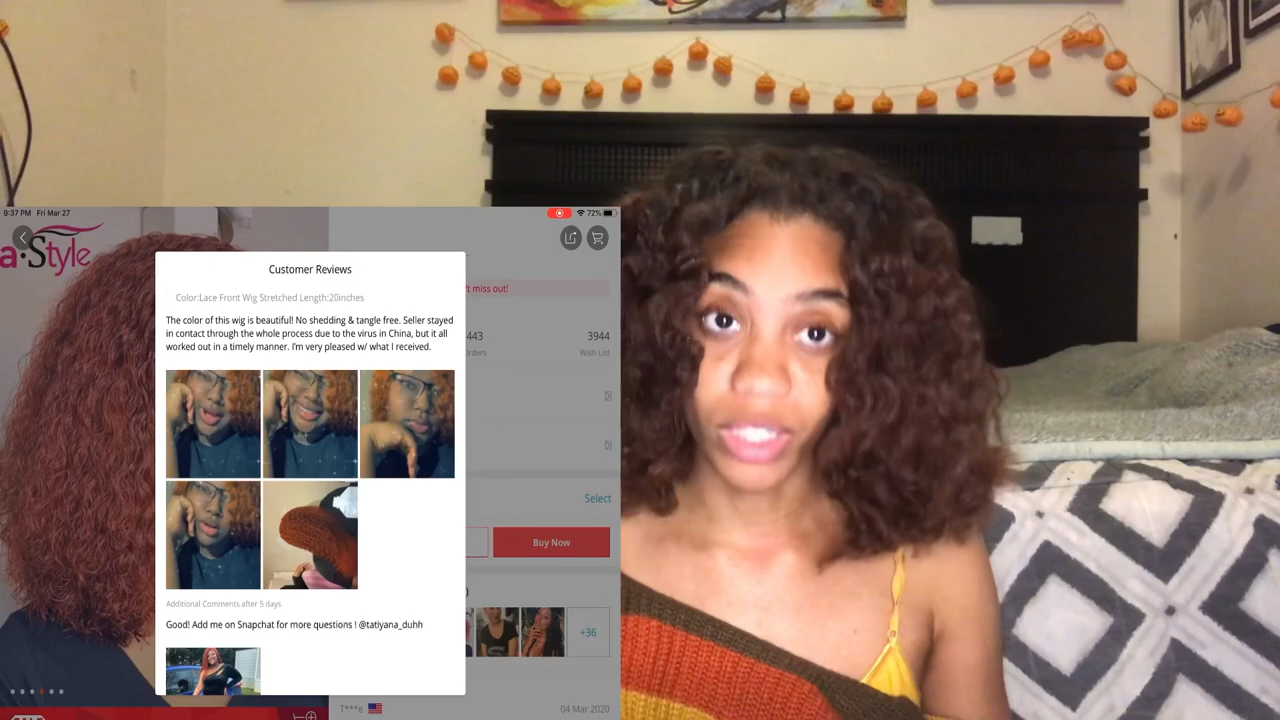 9:37 PM Fri Mar 27
72%
a·Style
Customer Reviews
Color:Lace Front Wig Stretched Length:20inches
The color of this wig is beautiful! No shedding & tangle free. Seller stayed
in contact through the whole process due to the virus in China, but it all
worked out in a timely manner. I'm very pleased w/ what I received.
't miss out!
443
3944
rders
Wish List
Select
Buy Now
)
Additional Comments after 5 days
Good! Add me on Snapchat for more questions ! @tatiyana_duhh
+36
T***e
04 Mar 2020